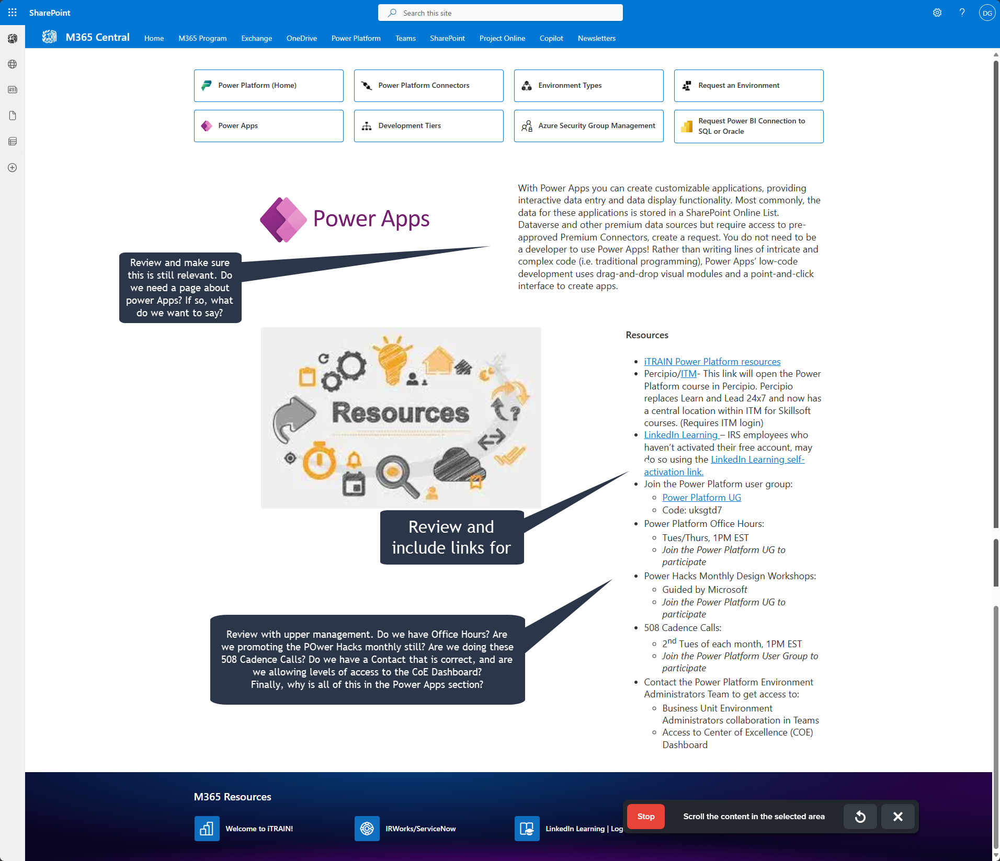 SharePoint
Search this site
DG
M365 Central
Home
M365 Program
Exchange
OneDrive
Power Platform
Teams
SharePoint
Project Online
Copilot
Newsletters
Power Platform (Home)
Power Platform Connectors
Environment Types
Request an Environment
Power Apps
Development Tiers
Azure Security Group Management
Request Power BI Connection to
SQL or Oracle
Power Apps
With Power Apps you can create customizable applications, providing
interactive data entry and data display functionality. Most commonly, the
data for these applications is stored in a SharePoint Online List.
Dataverse and other premium data sources but require access to pre-
approved Premium Connectors, create a request. You do not need to be
a developer to use Power Apps! Rather than writing lines of intricate and
complex code (i.e. traditional programming), Power Apps’ low-code
development uses drag-and-drop visual modules and a point-and-click
interface to create apps.
Review and make sure
this is still relevant. Do
we need a page about
power Apps? If so, what
do we want to say?
Resources
Resources
iTRAIN Power Platform resources
Percipio/ITM- This link will open the Power
Platform course in Percipio. Percipio
replaces Learn and Lead 24x7 and now has
a central location within ITM for Skillsoft
courses. (Requires ITM login)
LinkedIn Learning – IRS employees who
haven’t activated their free account, may
do so using the LinkedIn Learning self-
activation link.
Join the Power Platform user group:
Power Platform UG
Code: uksgtd7
Power Platform Office Hours:
Tues/Thurs, 1PM EST
Join the Power Platform UG to
participate
Power Hacks Monthly Design Workshops:
Guided by Microsoft
Join the Power Platform UG to
participate
508 Cadence Calls:
2nd Tues of each month, 1PM EST
Join the Power Platform User Group to
participate
Contact the Power Platform Environment
Administrators Team to get access to:
Business Unit Environment
Administrators collaboration in Teams
Access to Center of Excellence (COE)
Dashboard
Review and
include links for
Review with upper management. Do we have Office Hours? Are
we promoting the POwer Hacks monthly still? Are we doing these
508 Cadence Calls? Do we have a Contact that is correct, and are
we allowing levels of access to the CoE Dashboard?
Finally, why is all of this in the Power Apps section?
M365 Resources
Welcome to iTRAIN!
IRWorks/ServiceNow
LinkedIn Learning | Log
Stop
Scroll the content in the selected area